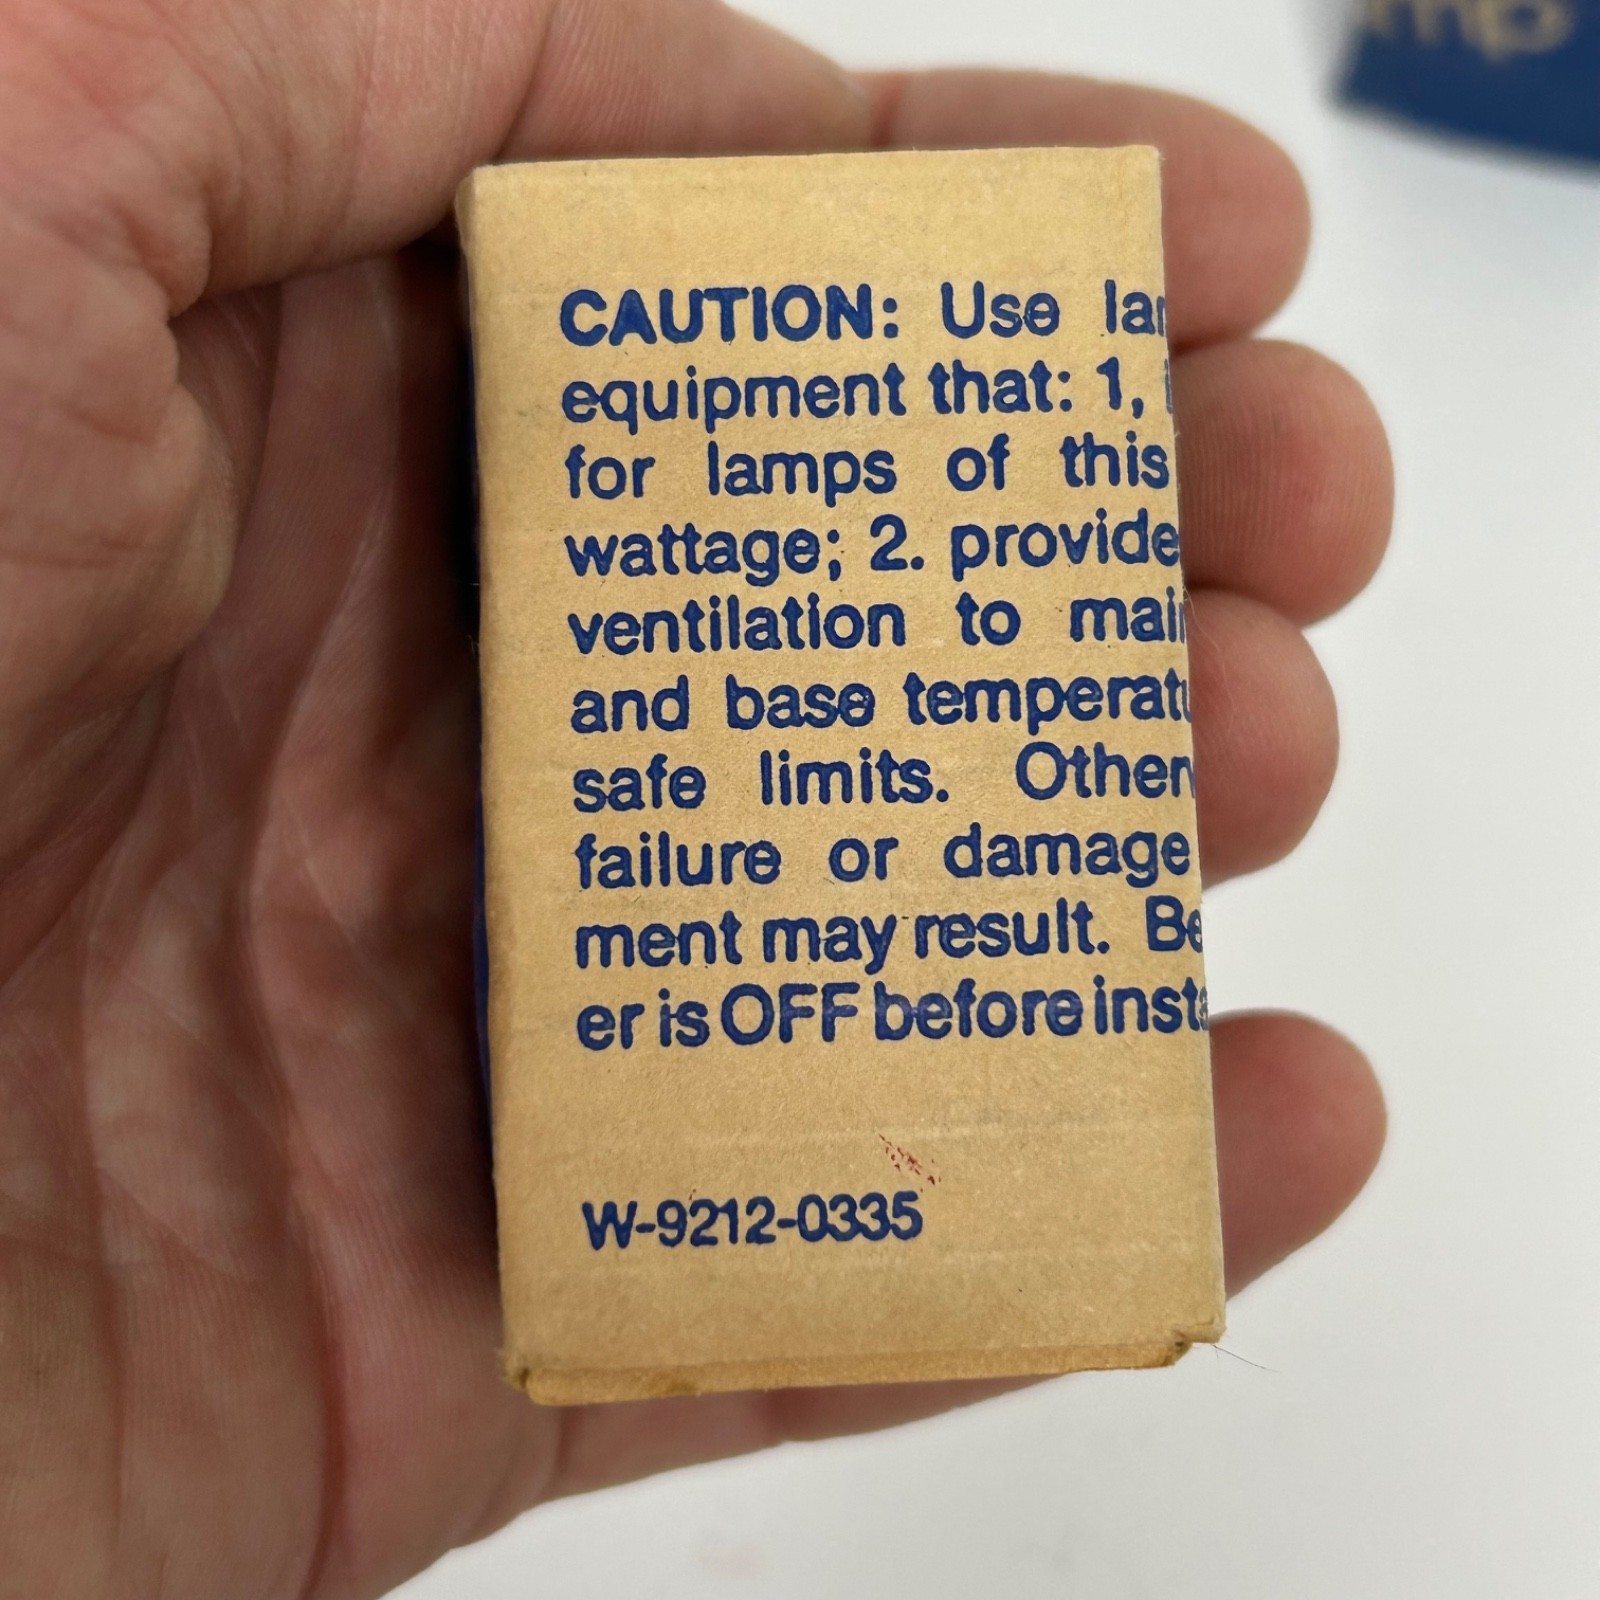 CAUTION: Use
equipment that: 1,
for lamps of this
wattage; 2. provide
ventilation to
and base
safe limits.
failure or damage
ment may result.
er is OFF before
W-9212-0335